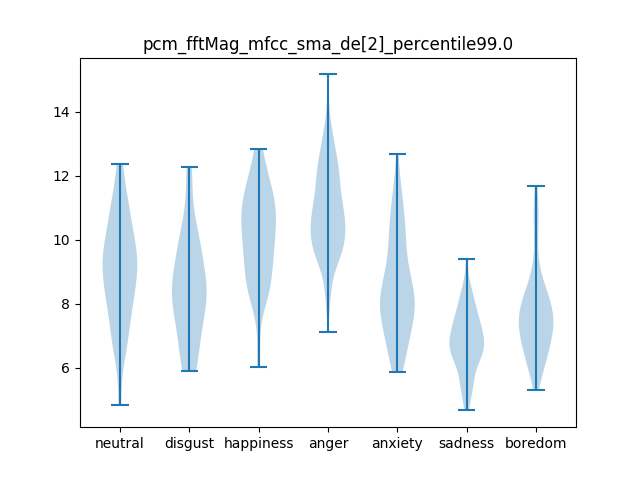 pcm_fftMag_mfcc_sma_de[2]_percentile99.0
14
12
10
8
6
neutral disgust happiness anger anxiety sadness boredom